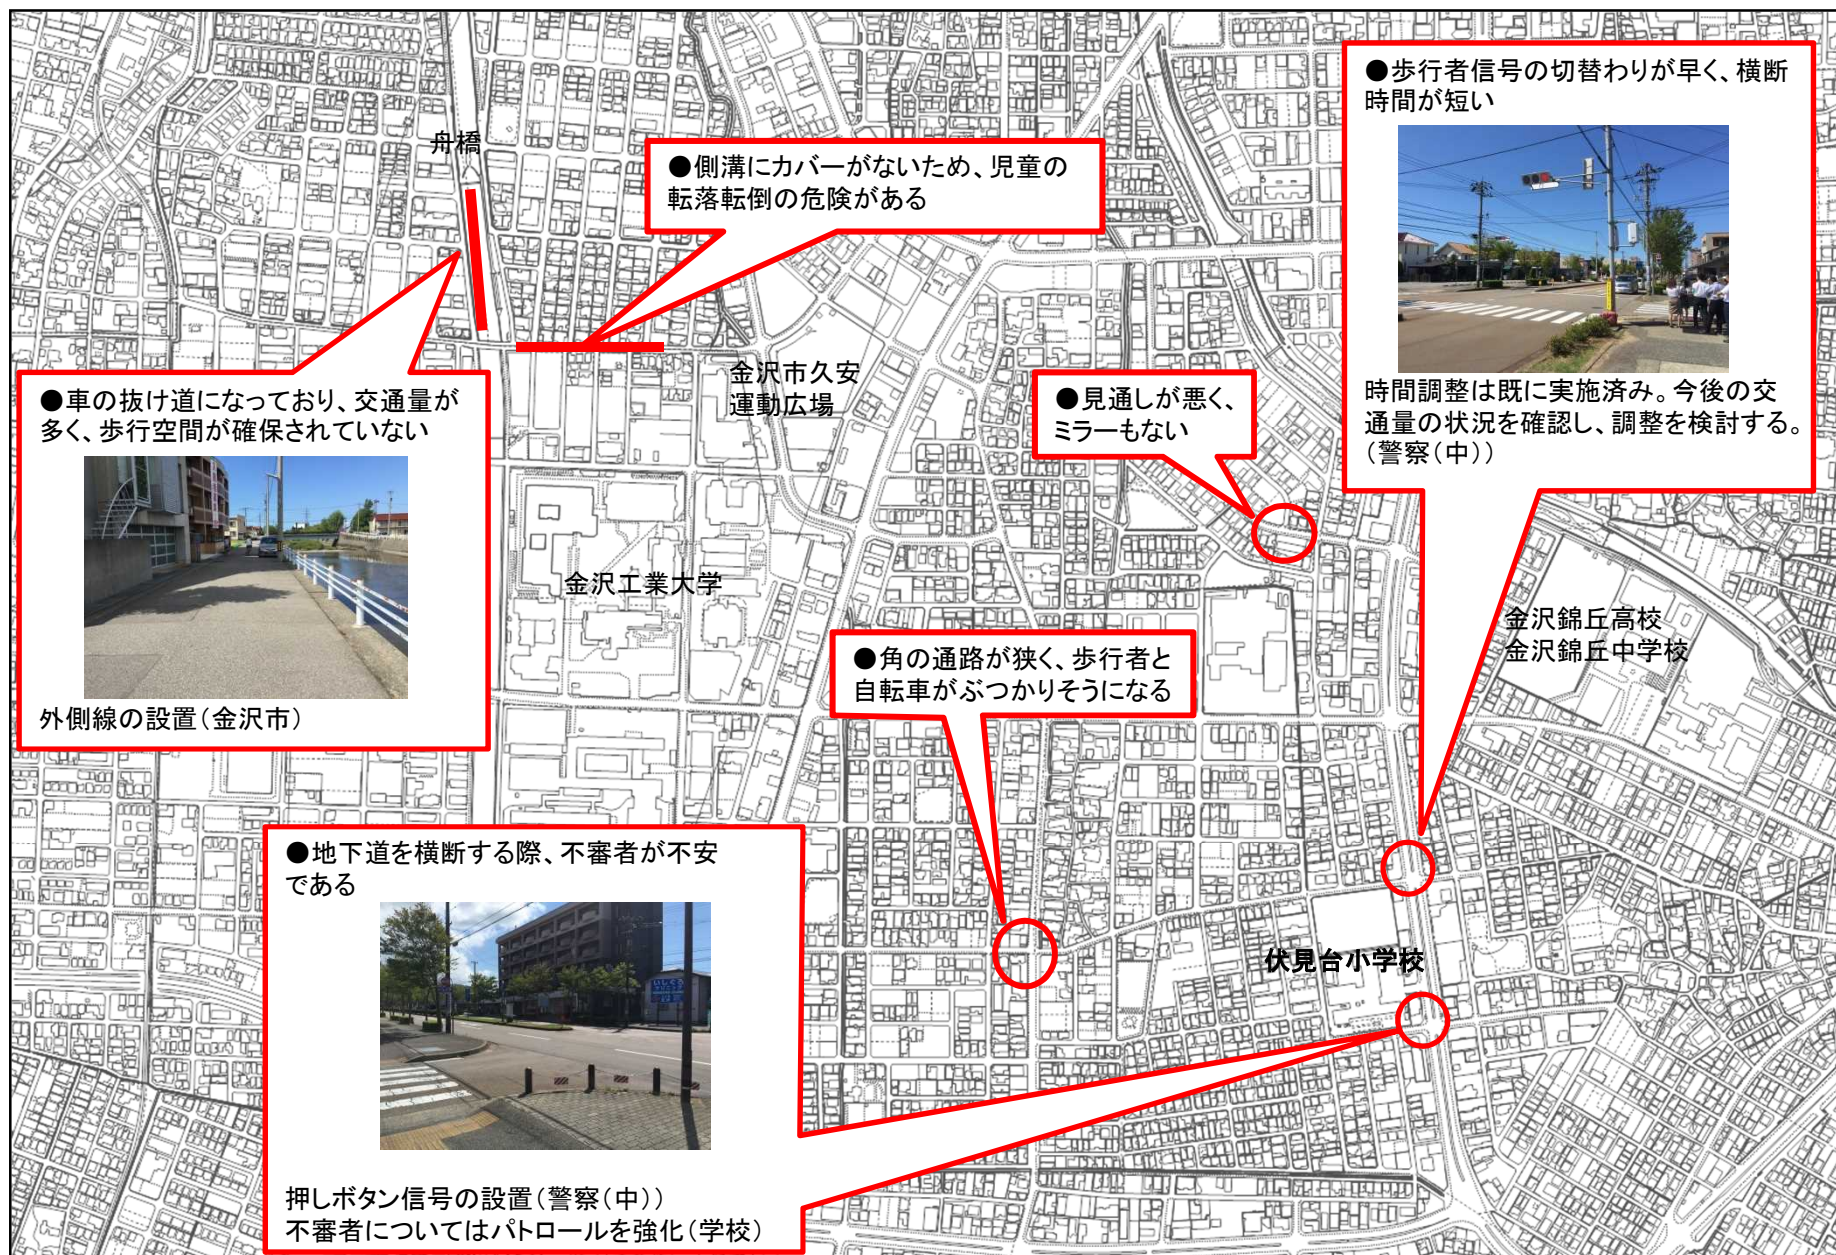 舟橋
●側溝にカバーがないため、児童の
転落転倒の危険がある
●歩行者信号の切替わりが早く、横断
時間が短い
時間調整は既に実施済み。今後の交
通量の状況を確認し、調整を検討する。
(警察(中))
●車の抜け道になっており、交通量が
多く、歩行空間が確保されていない
外側線の設置(金沢市)
金沢市久安
運動広場
●見通しが悪く、
ミラーもない
金沢工業大学
金沢錦丘高校
金沢錦丘中学校
●角の通路が狭く、歩行者と
自転車がぶつかりそうになる
●地下道を横断する際、不審者が不安
である
押しボタン信号の設置(警察(中))
不審者についてはパトロールを強化(学校)
伏見台小学校